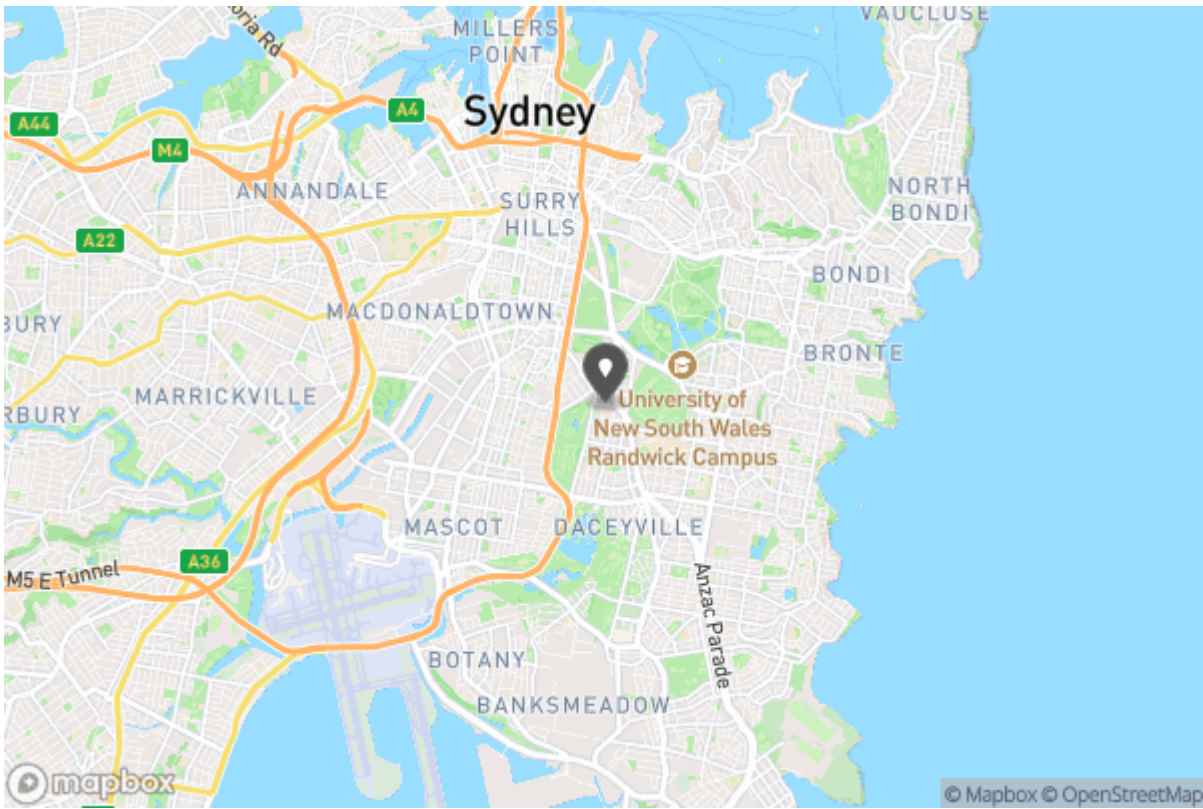 VAUCLUSE
oria Rd
MILLERS
POINT
Sydney
A4
A44
M4
ANNANDALE
NORTH
BONDI
SURRY
HILLS
A22
BONDI
MACDONALDTOWN
BURY
BRONTE
MARRICKVILLE
RBURY
University of
New South Wales
Randwick Campus
MASCOT
DACEYVILLE
A36
M5 E Tunnel
Anzac Parade
BOTANY
BANKSMEADOW
mapbox
© Mapbox © OpenStreetMap